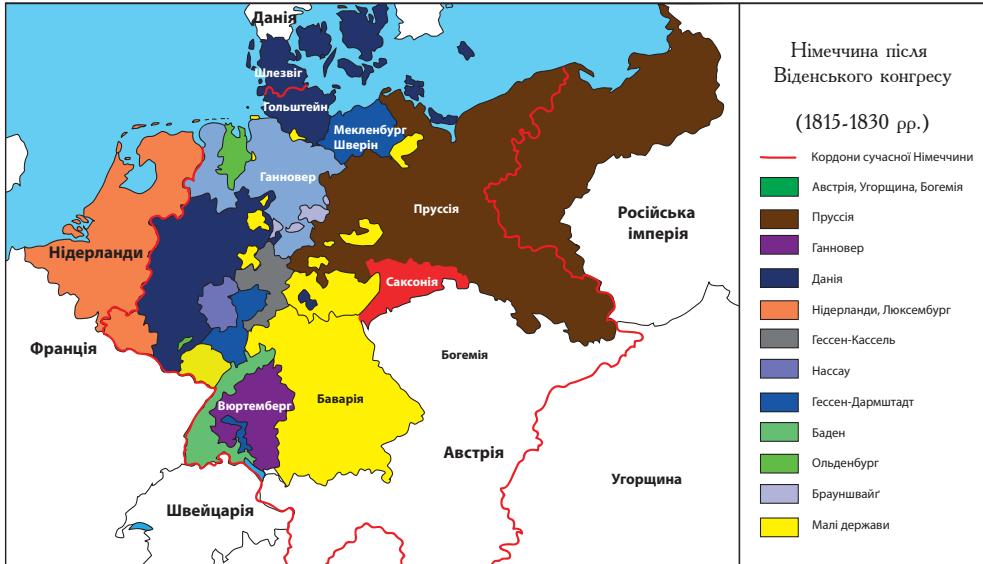 Данія
Шлезвіг
Гольштейн
Мекленбург
Шверін
Ганновер
Пруссія
Російська
імперія
Нідерланди
Саксонія
Франція
Богемія
Вюртемберг
Баварія
Австрія
Угорщина
Швейцарія
Німеччина після
Віденського конгресу
(1815-1830 рр.)
Кордони сучасної Німеччини
Австрія, Угорщина, Богемія
Пруссія
Ганновер
Данія
Нідерланди, Люксембург
Гессен-Кассель
Нассау
Гессен-Дармштадт
Баден
Ольденбург
Брауншвайґ
Малі держави